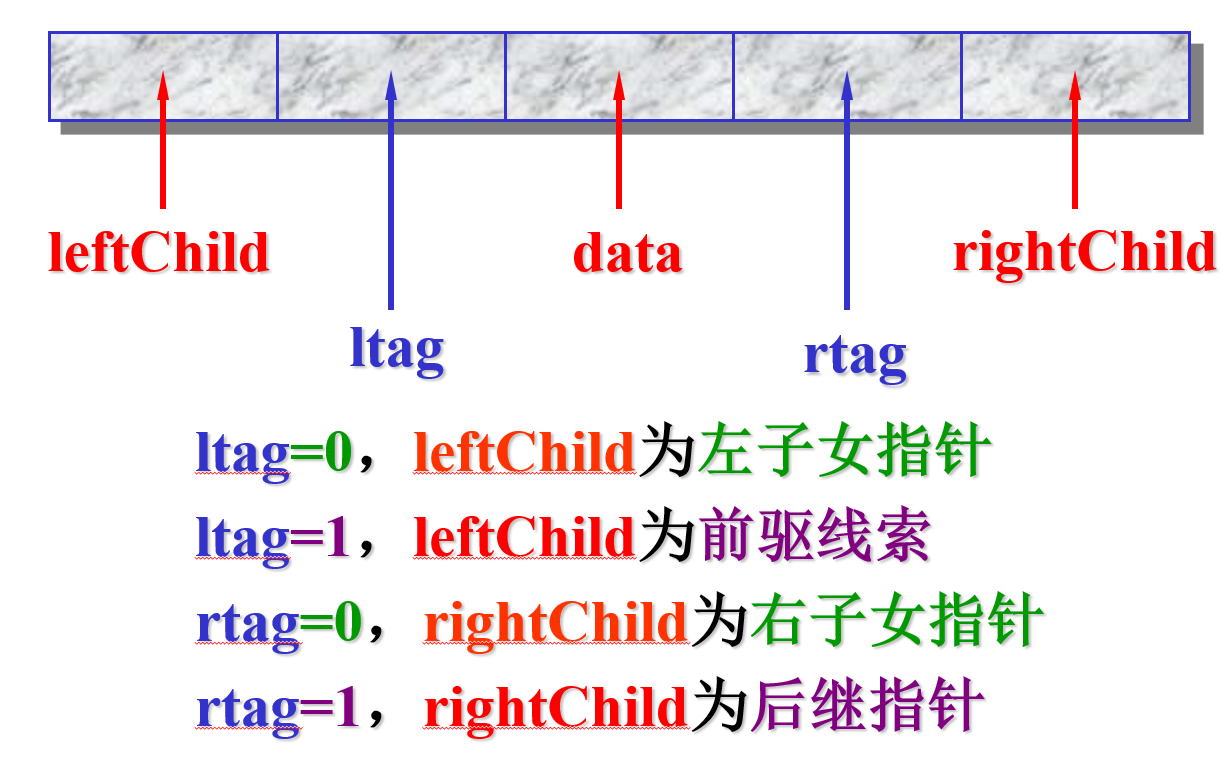 leftChild data rightChild
ltag rtag
ltag=0，leftChild为左子女指针
ltag=1，leftChild为前驱线索
rtag=0，rightChild为右子女指针
rtag=1，rightChild为后继指针